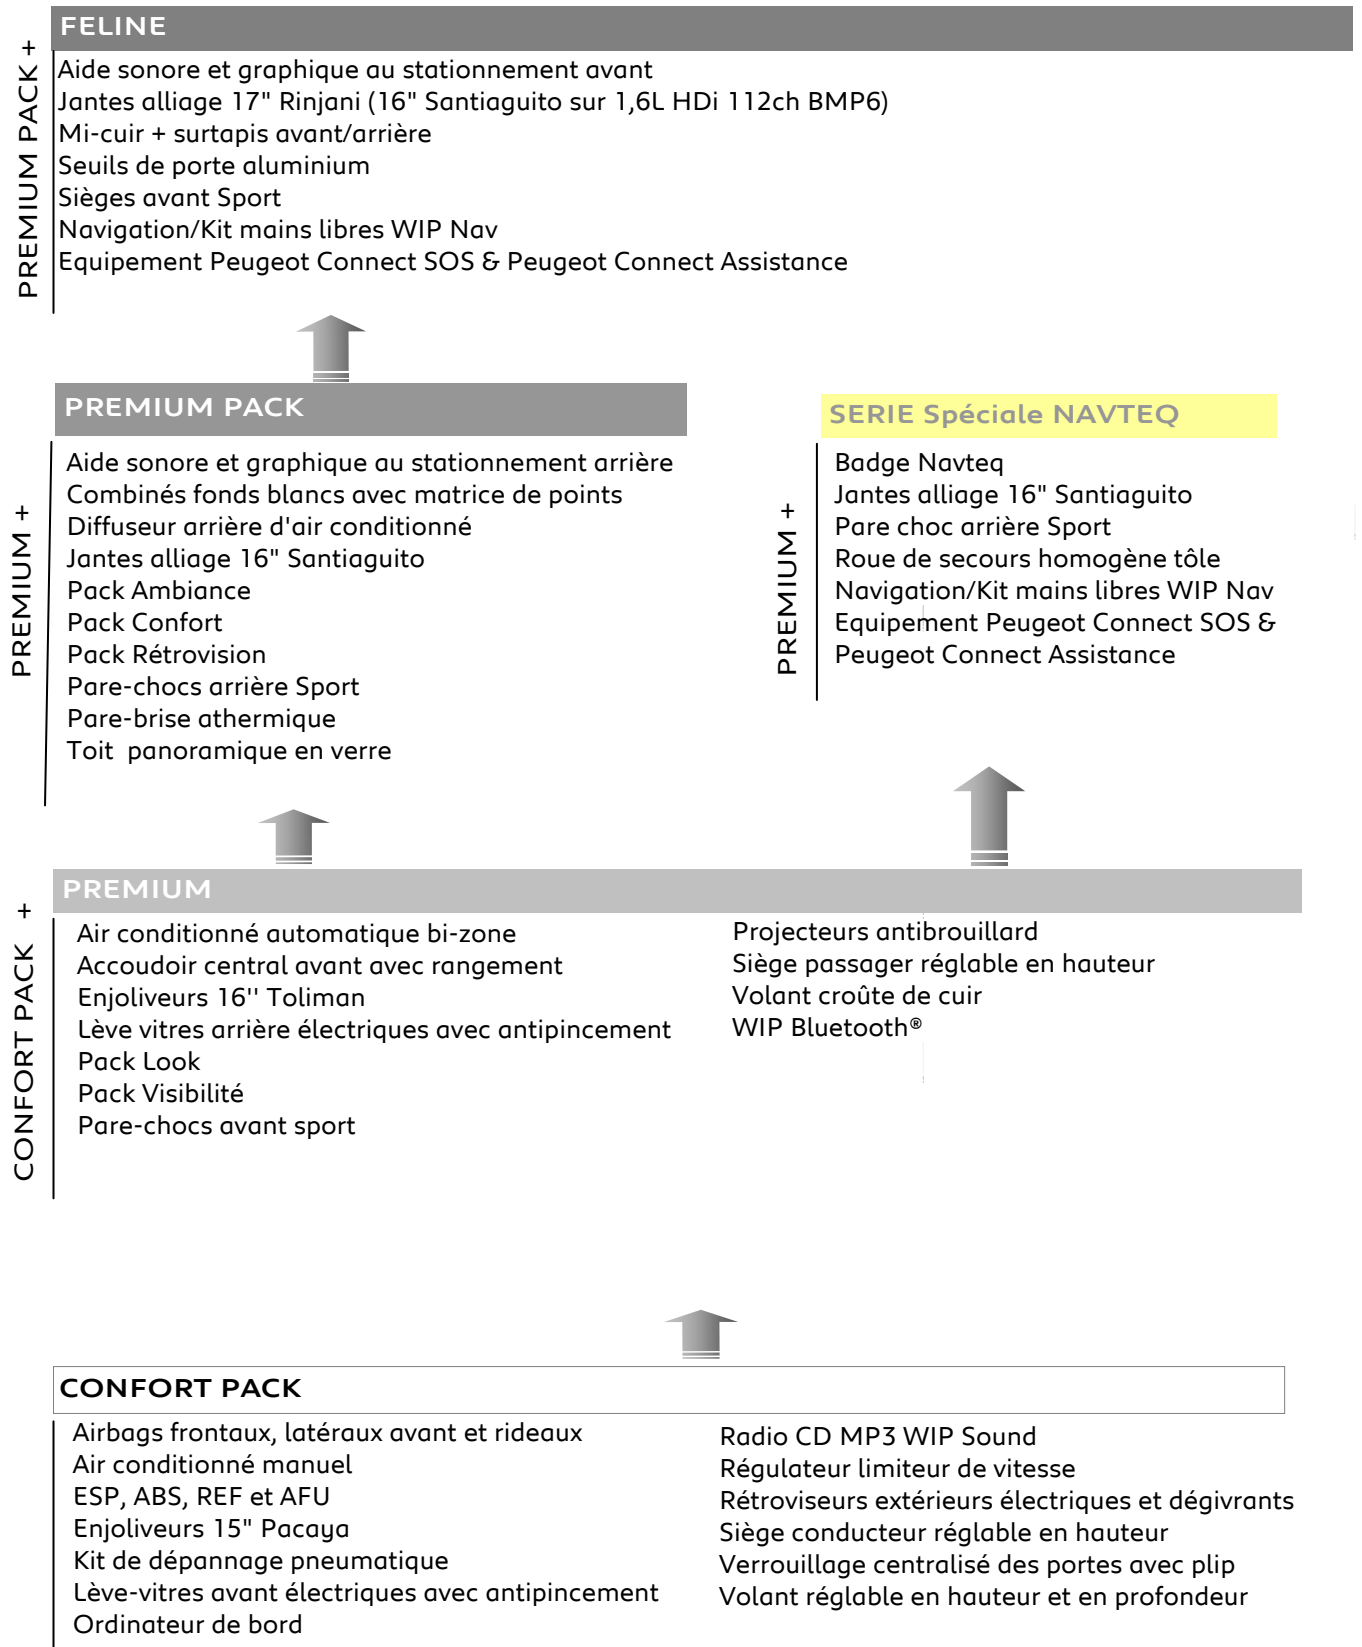 FELINE
PREMIUM PACK +
Aide sonore et graphique au stationnement avant
Jantes alliage 17" Rinjani (16" Santiaguito sur 1,6L HDi 112ch BMP6)
Mi-cuir + surtapis avant/arrière
Seuils de porte aluminium
Sièges avant Sport
Navigation/Kit mains libres WIP Nav
Equipement Peugeot Connect SOS & Peugeot Connect Assistance
PREMIUM PACK
PREMIUM +
Aide sonore et graphique au stationnement arrière
Combinés fonds blancs avec matrice de points
Diffuseur arrière d'air conditionné
Jantes alliage 16" Santiaguito
Pack Ambiance
Pack Confort
Pack Rétrovision
Pare-chocs arrière Sport
Pare-brise athermique
Toit  panoramique en verre
SERIE Spéciale NAVTEQ
PREMIUM +
Badge Navteq
Jantes alliage 16" Santiaguito
Pare choc arrière Sport
Roue de secours homogène tôle
Navigation/Kit mains libres WIP Nav
Equipement Peugeot Connect SOS &
Peugeot Connect Assistance
PREMIUM
CONFORT PACK +
Air conditionné automatique bi-zone
Accoudoir central avant avec rangement
Enjoliveurs 16'' Toliman
Lève vitres arrière électriques avec antipincement
Pack Look
Pack Visibilité
Pare-chocs avant sport
Projecteurs antibrouillard
Siège passager réglable en hauteur
Volant croûte de cuir
WIP Bluetooth®
CONFORT PACK
Airbags frontaux, latéraux avant et rideaux
Air conditionné manuel
ESP, ABS, REF et AFU
Enjoliveurs 15" Pacaya
Kit de dépannage pneumatique
Lève-vitres avant électriques avec antipincement
Ordinateur de bord
Radio CD MP3 WIP Sound
Régulateur limiteur de vitesse
Rétroviseurs extérieurs électriques et dégivrants
Siège conducteur réglable en hauteur
Verrouillage centralisé des portes avec plip
Volant réglable en hauteur et en profondeur